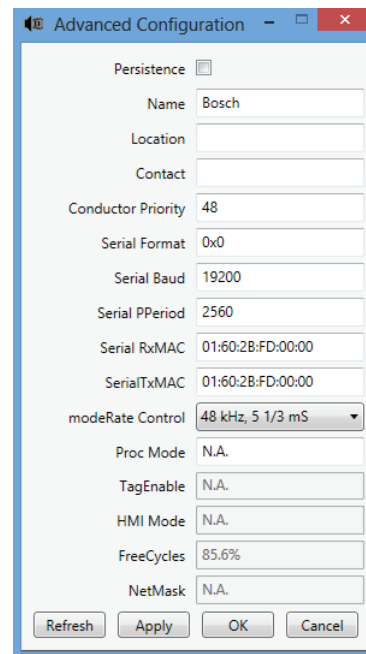 Advanced Configuration
Persistence
Name Bosch
Location
Contact
Conductor Priority 48
Serial Format 0x0
Serial Baud 19200
Serial PPeriod 2560
Serial RxMAC 01:60:2B:FD:00:00
SerialTxMAC 01:60:2B:FD:00:00
modeRate Control 48 kHz, 5 1/3 mS
Proc Mode N.A.
TagEnable N.A.
HMI Mode N.A.
FreeCycles 85.6%
NetMask N.A.
Refresh Apply OK Cancel